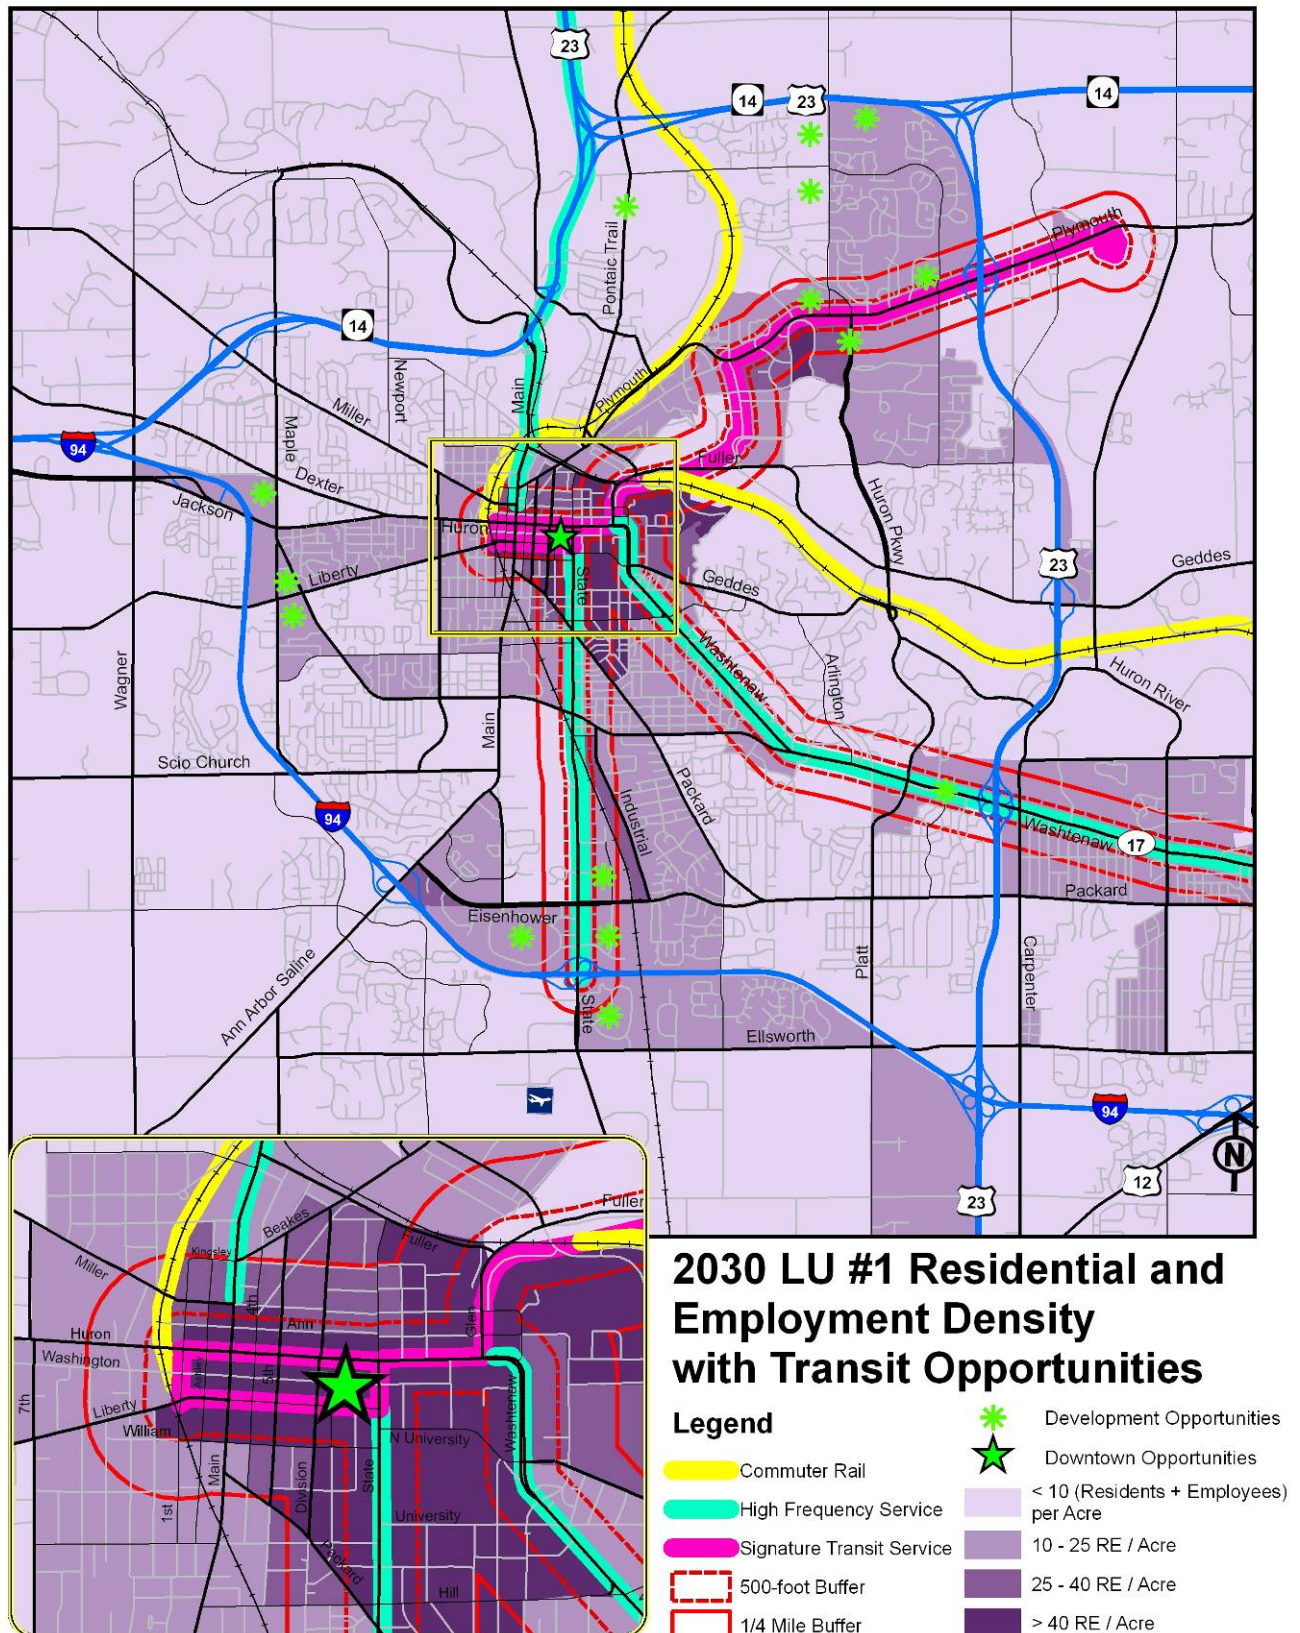 23
14
23
14
Plymouth
Pontaic Trail
14
Newport
Main
Miller
Plymouth
Maple
94
Dexter
Fuller
Jackson
Huron
Huron Pkwy
Liberty
State
Geddes
23
Geddes
Washtenaw
Arlington
Huron River
Wagner
Main
Scio Church
Packard
Industrial
94
Washtenaw
17
Packard
Eisenhower
Platt
Carpenter
Ann Arbor Saline
State
Ellsworth
94
N
12
23
Fuller
Beakes
Fuller
Kingsley
Miller
4th
Ann
Glen
Huron
Washington
Ashley
5th
7th
Liberty
William
N University
Washtenaw
Main
Division
State
1st
University
Packard
Hill
2030 LU #1 Residential and
Employment Density
with Transit Opportunities
Legend
Commuter Rail
High Frequency Service
Signature Transit Service
500-foot Buffer
1/4 Mile Buffer
Development Opportunities
Downtown Opportunities
< 10 (Residents + Employees)
per Acre
10 - 25 RE / Acre
25 - 40 RE / Acre
> 40 RE / Acre